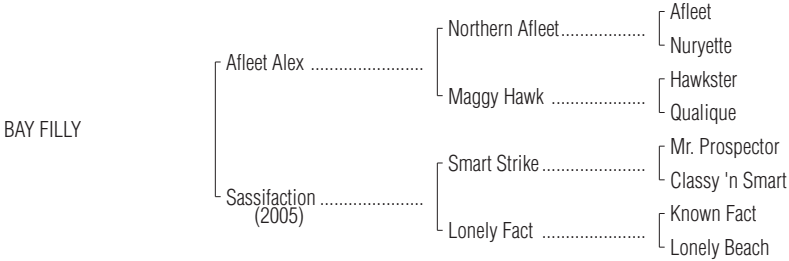 Afleet
Northern Afleet....................
Nuryette
Afleet Alex ........................
Hawkster
Maggy Hawk ....................
Qualique
BAY FILLY
Mr. Prospector
Smart Strike......................
Classy 'n Smart
Sassifaction ......................
(2005)
Known Fact
Lonely Fact ......................
Lonely Beach